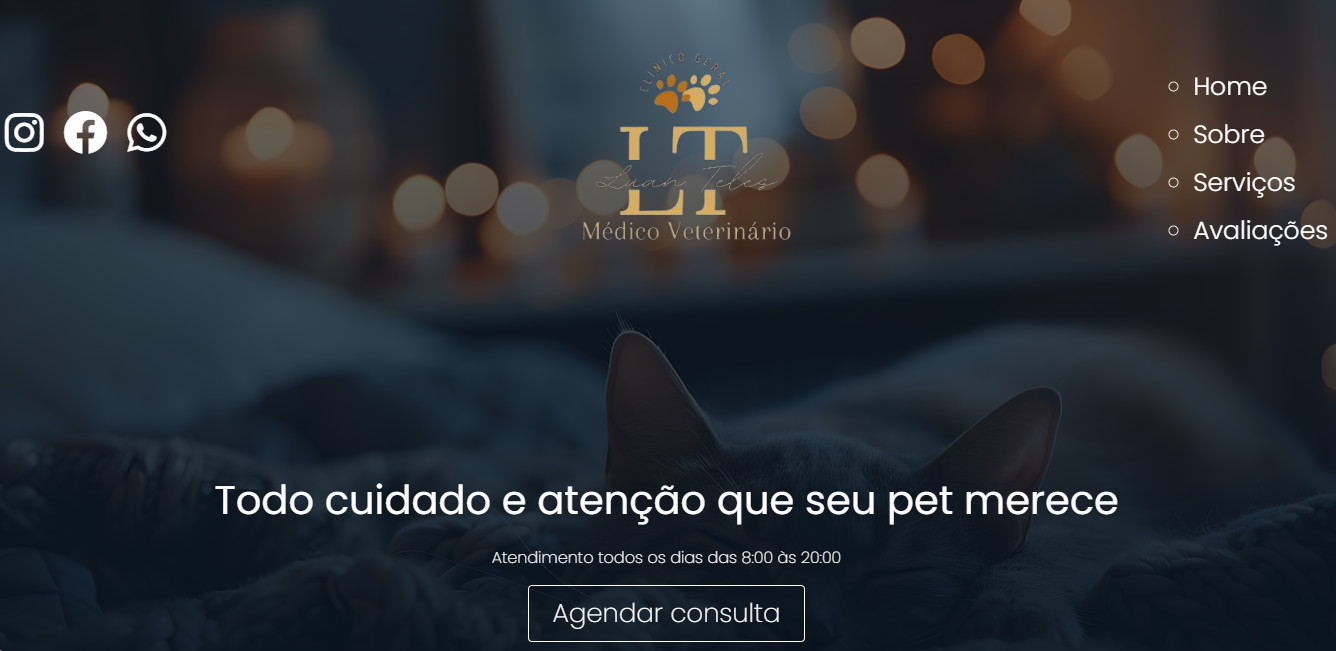 CLÍNICO GERAL
LT
Luan Teles
Médico Veterinário
Home
Sobre
Serviços
Avaliações
Todo cuidado e atenção que seu pet merece
Atendimento todos os dias das 8:00 às 20:00
Agendar consulta